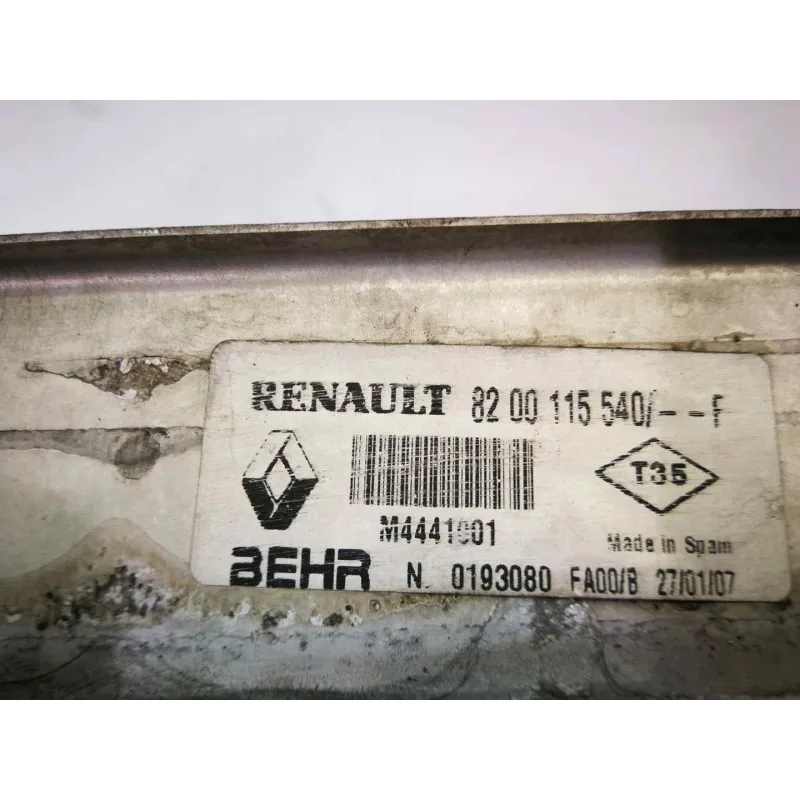 RENAULT 82 00 115 540/--F
T35
M4441001
Made in Spain
BEHR N. 0193080 FA00/B 27/01/07